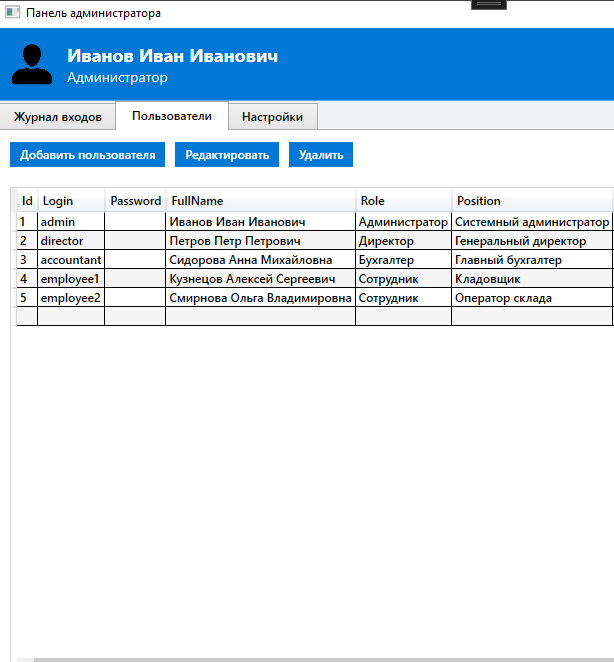 Панель администратора
Иванов Иван Иванович
Администратор
Журнал входов Пользователи Настройки
Добавить пользователя Редактировать Удалить
Id Login Password FullName Role Position
1 admin Иванов Иван Иванович Администратор Системный администратор
2 director Петров Петр Петрович Директор Генеральный директор
3 accountant Сидорова Анна Михайловна Бухгалтер Главный бухгалтер
4 employee1 Кузнецов Алексей Сергеевич Сотрудник Кладовщик
5 employee2 Смирнова Ольга Владимировна Сотрудник Оператор склада